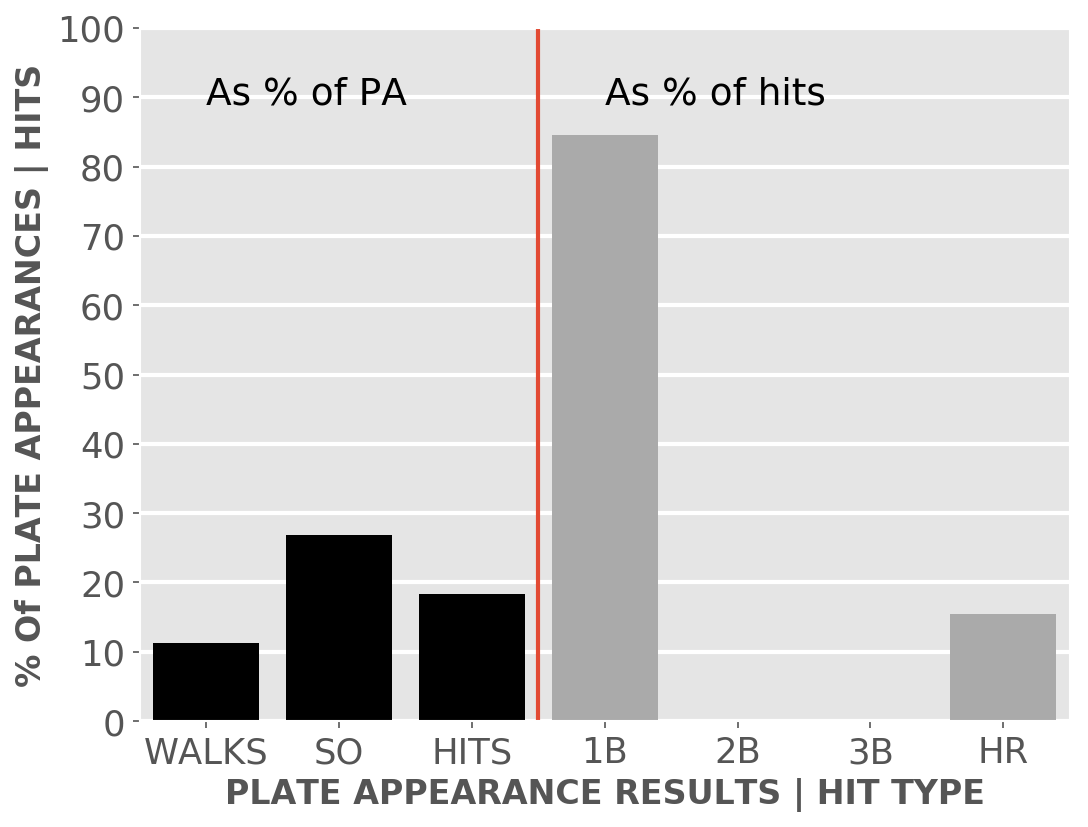 % Of PLATE APPEARANCES | HITS
100
90
80
70
60
50
40
30
20
10
0
As % of PA
As % of hits
WALKS SO HITS 1B 2B 3B HR
PLATE APPEARANCE RESULTS | HIT TYPE